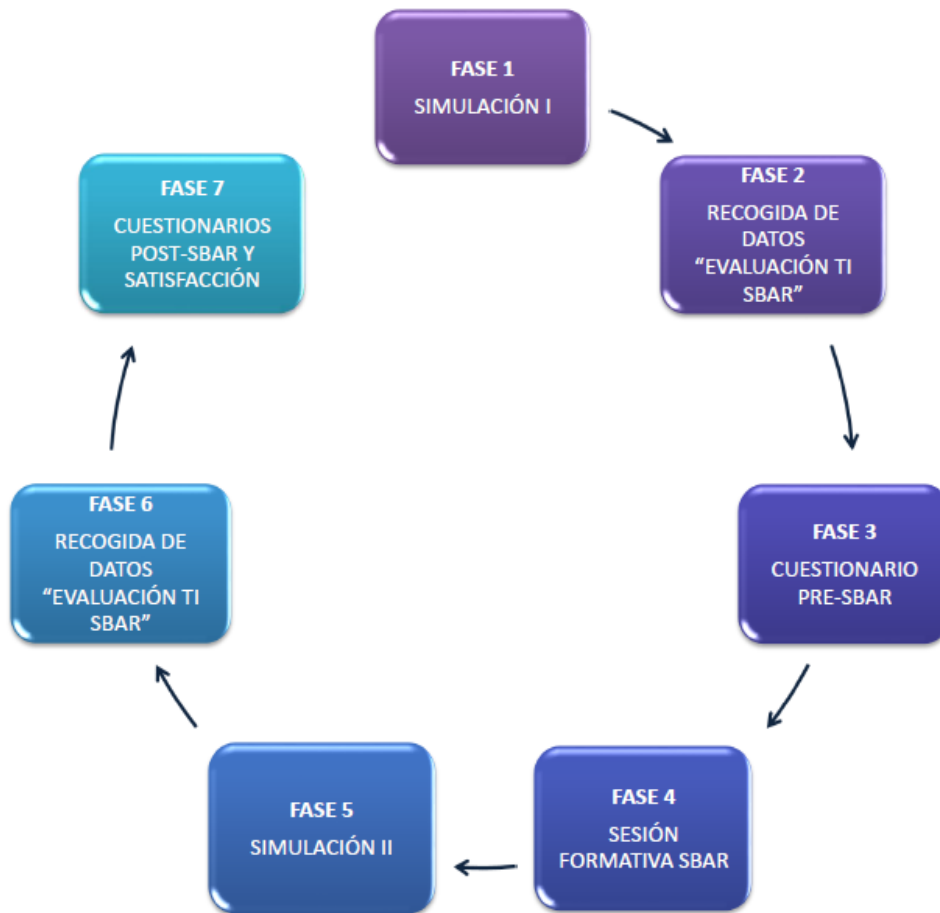 FASE 1
SIMULACIÓN I
FASE 2
RECOGIDA DE
DATOS
“EVALUACIÓN TI
SBAR”
FASE 3
CUESTIONARIO
PRE-SBAR
FASE 4
SESIÓN
FORMATIVA SBAR
FASE 5
SIMULACIÓN II
FASE 6
RECOGIDA DE
DATOS
“EVALUACIÓN TI
SBAR”
FASE 7
CUESTIONARIOS
POST-SBAR Y
SATISFACCIÓN